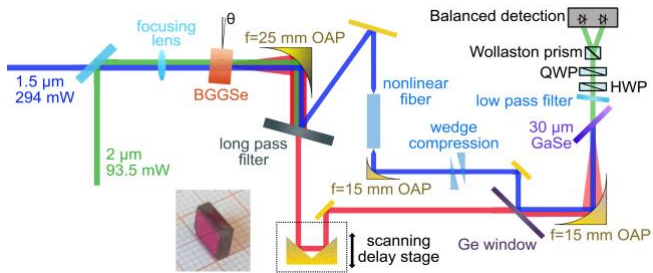 focusing
lens
θ
f=25 mm OAP
Balanced detection
Wollaston prism
QWP
HWP
low pass filter
30 μm
GaSe
1.5 μm
294 mW
BGGSe
nonlinear
fiber
long pass
filter
wedge
compression
2 μm
93.5 mW
f=15 mm OAP
scanning
delay stage
Ge window
f=15 mm OAP